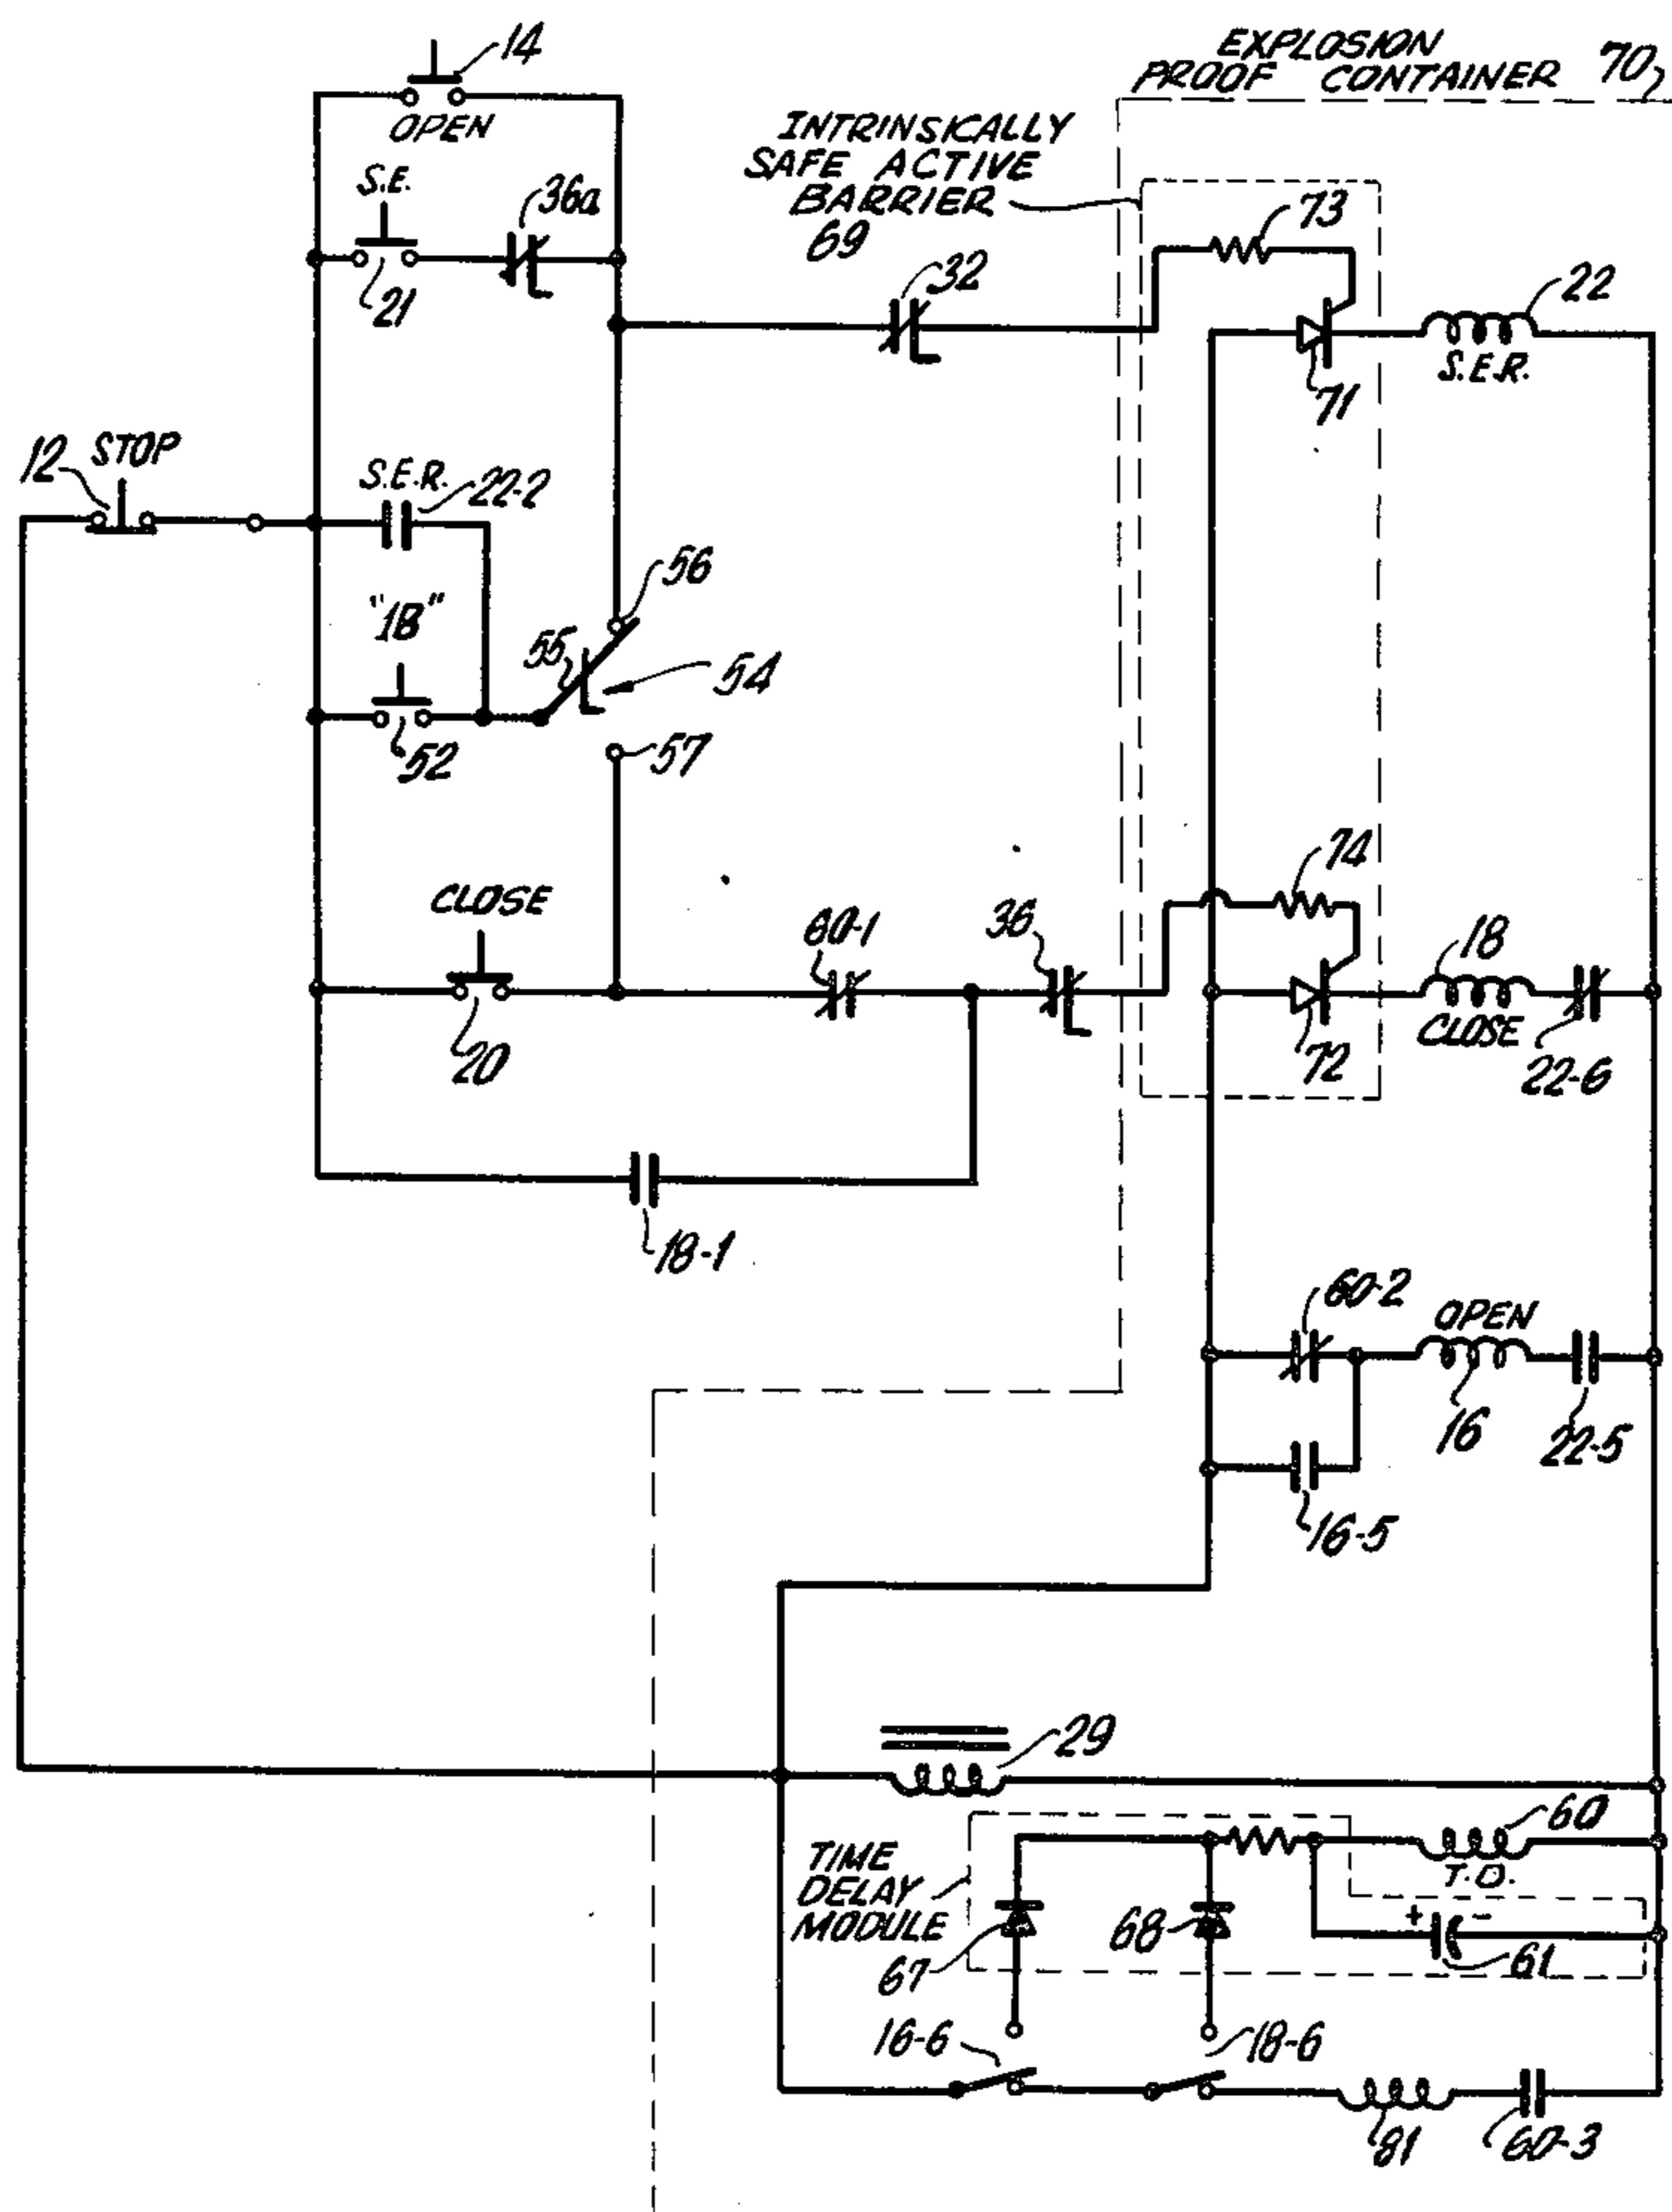 14
OPEN
EXPLOSION
PROOF CONTAINER 70
INTRINSICALLY
SAFE ACTIVE
BARRIER
69
S.E.
36a
21
32
73
22
S.E.R.
71
12 STOP
S.E.R.
22-2
"1B"
52
56
55
54
57
CLOSE
20
60-1
36
74
18
CLOSE
72
22-6
18-1
60-2
OPEN
16
22-5
16-5
29
60
T.D.
TIME
DELAY
MODULE
67
68
+ -
61
16-6
18-6
81
60-3